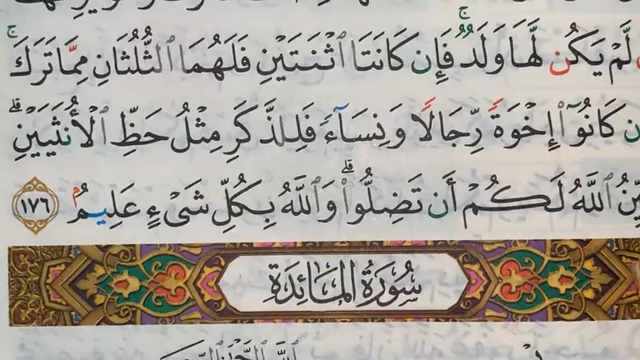 لَّمْ يَكُن لَّهَا وَلَدٌ ۚ فَإِن كَانَتَا ٱثْنَتَيْنِ فَلَهُمَا ٱلثُّلُثَانِ مِمَّا تَرَكَ ۚ
كَانُوٓا۟ إِخْوَةً رِّجَالًا وَنِسَآءً فَلِلذَّكَرِ مِثْلُ حَظِّ ٱلْأُنثَيَيْنِ ۗ
ٱللَّهُ لَكُمْ أَن تَضِلُّوا۟ ۗ وَٱللَّهُ بِكُلِّ شَىْءٍ عَلِيمٌۢ ١٧٦
سُورَةُ المَائِدَةِ